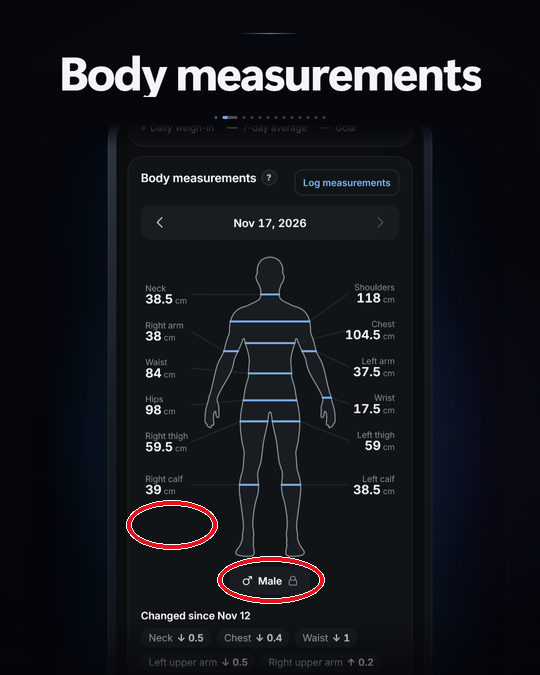 Body measurements
Daily weigh-in 7-day average Goal
Body measurements ? Log measurements
Nov 17, 2026
Neck
38.5 cm
Shoulders
118 cm
Right arm
38 cm
Chest
104.5 cm
Waist
84 cm
Left arm
37.5 cm
Hips
98 cm
Wrist
17.5 cm
Right thigh
59.5 cm
Left thigh
59 cm
Right calf
39 cm
Left calf
38.5 cm
♂ Male
Changed since Nov 12
Neck ↓ 0.5 Chest ↓ 0.4 Waist ↓ 1
Left upper arm ↓ 0.5 Right upper arm ↑ 0.2